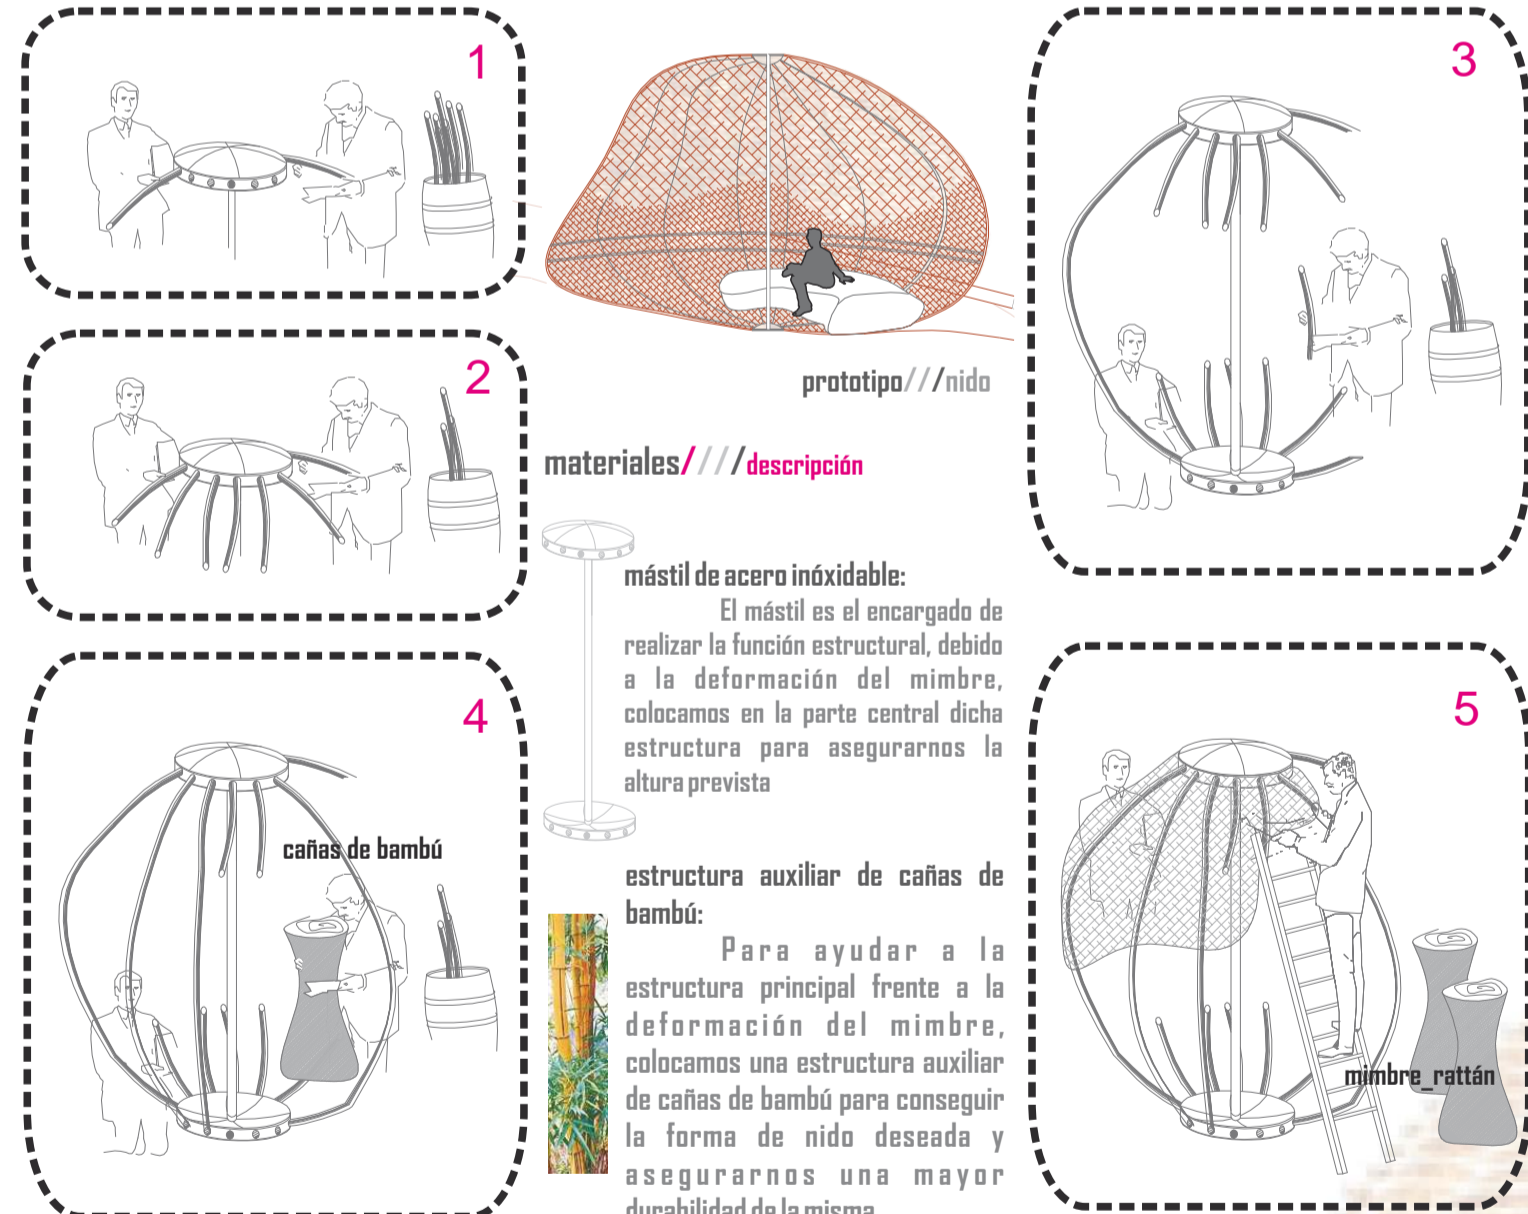 1
2
3
4
cañas de bambú
5
mimbre_rattán
prototipo///nido
materiales/////descripción
mástil de acero inóxidable:
El mástil es el encargado de
realizar la función estructural, debido
a la deformación del mimbre,
colocamos en la parte central dicha
estructura para asegurarnos la
altura prevista
estructura auxiliar de cañas de
bambú:
Para ayudar a la
estructura principal frente a la
deformación del mimbre,
colocamos una estructura auxiliar
de cañas de bambú para conseguir
la forma de nido deseada y
asegurarnos una mayor
durabilidad de la misma